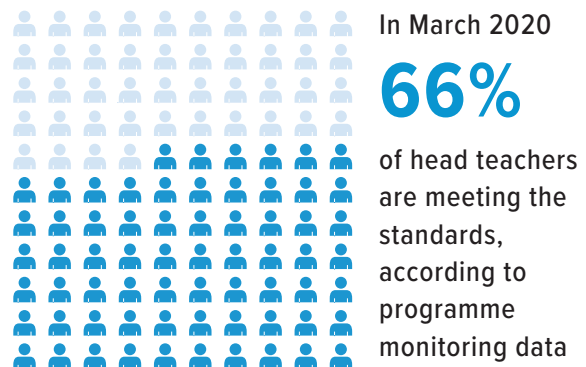 In March 2020
66%
of head teachers
are meeting the
standards,
according to
programme
monitoring data